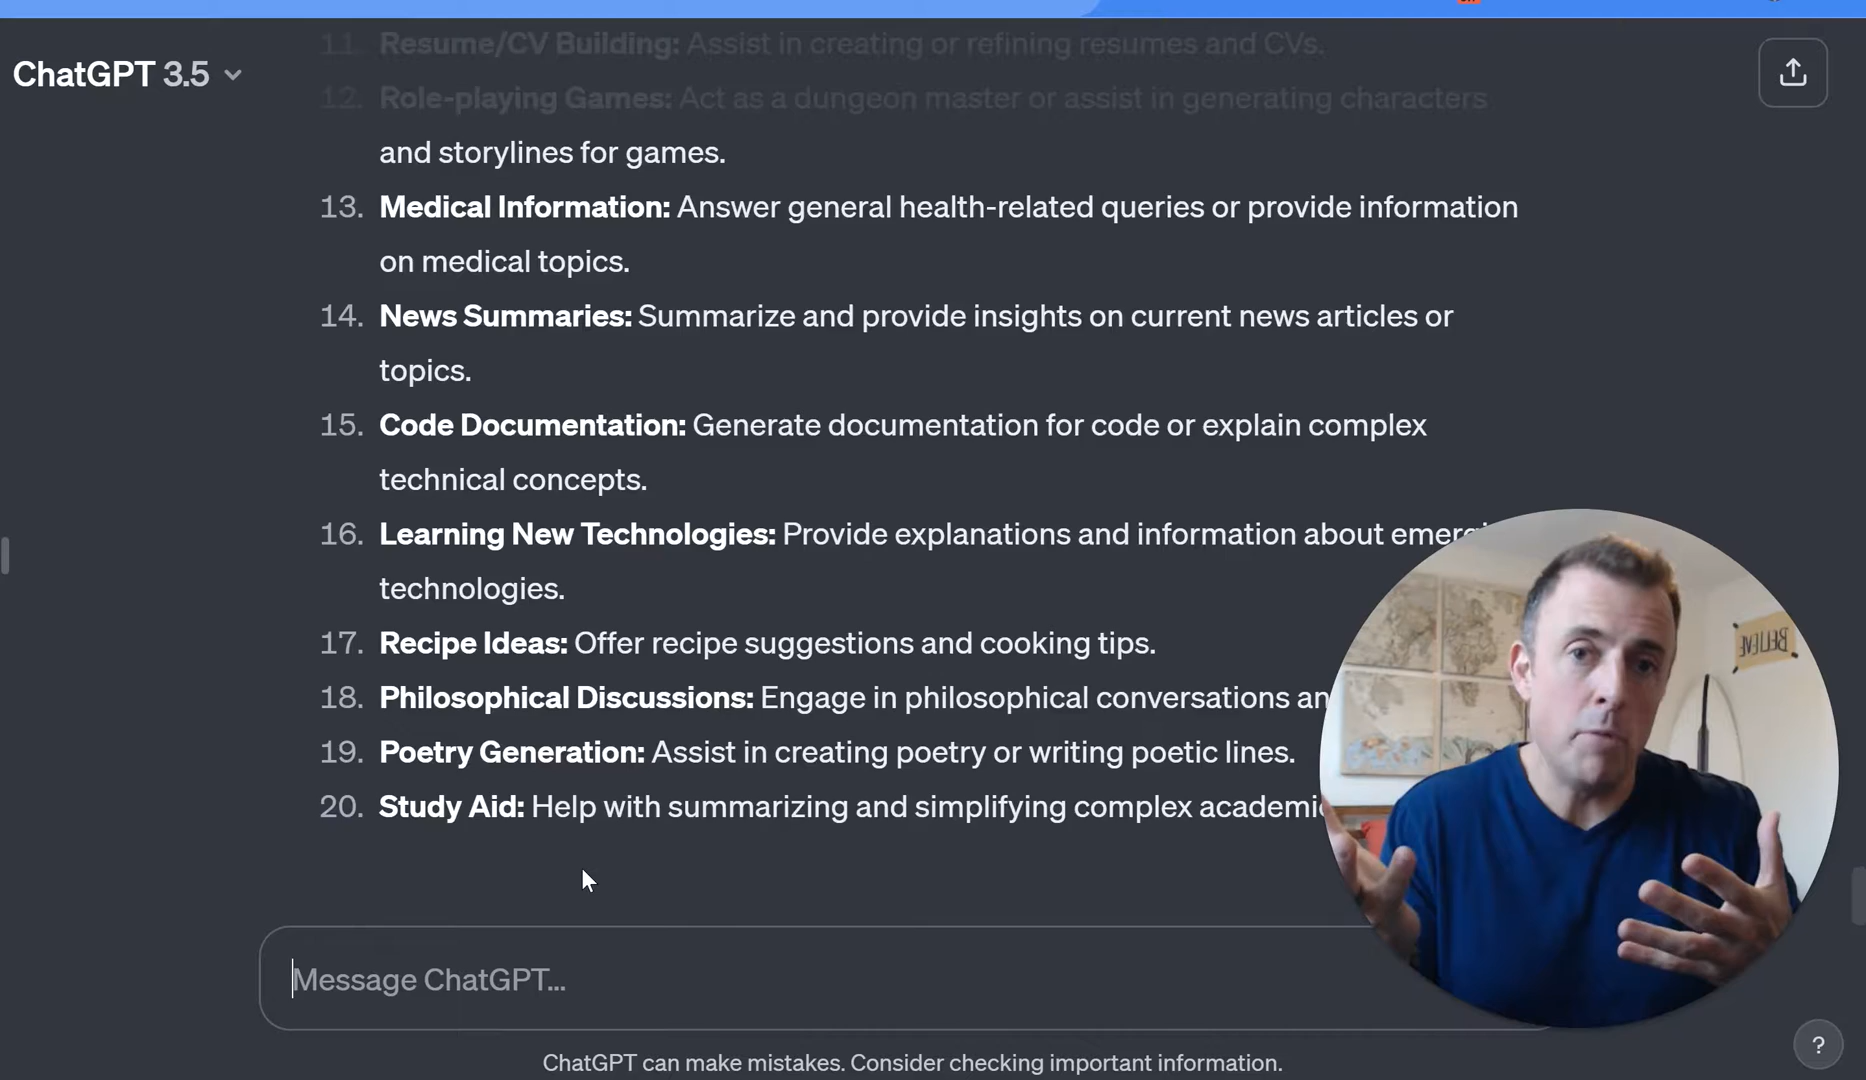 11. Resume/CV Building: Assist in creating or refining resumes and CVs.
ChatGPT 3.5
12. Role-playing Games: Act as a dungeon master or assist in generating characters
and storylines for games.
13. Medical Information: Answer general health-related queries or provide information
on medical topics.
14. News Summaries: Summarize and provide insights on current news articles or
topics.
15. Code Documentation: Generate documentation for code or explain complex
technical concepts.
16. Learning New Technologies: Provide explanations and information about
technologies.
17. Recipe Ideas: Offer recipe suggestions and cooking tips.
18. Philosophical Discussions: Engage in philosophical conversations
19. Poetry Generation: Assist in creating poetry or writing poetic lines.
20. Study Aid: Help with summarizing and simplifying complex
BELIEVE
Message ChatGPT...
ChatGPT can make mistakes. Consider checking important information.
?